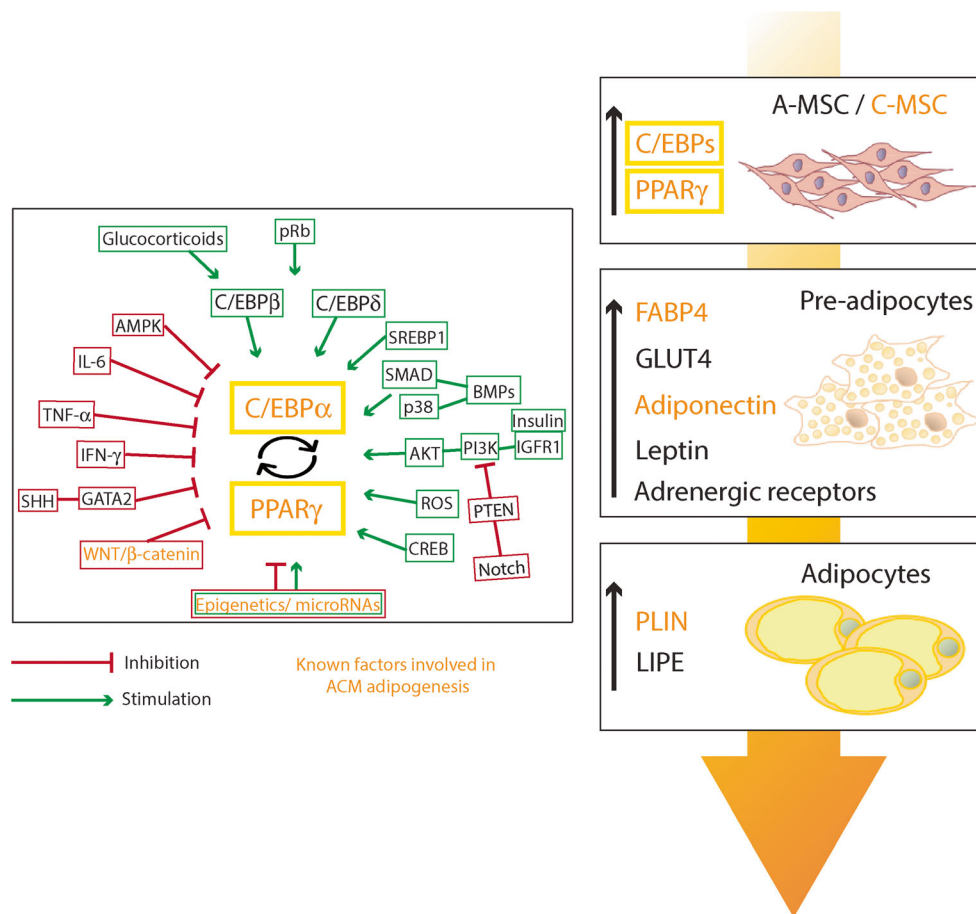 A-MSC / C-MSC
C/EBPs
PPARγ
Glucocorticoids
pRb
C/EBPβ
C/EBPδ
AMPK
SREBP1
IL-6
SMAD
BMPs
p38
C/EBPα
TNF-α
Insulin
IFN-γ
AKT
PI3K
IGFR1
SHH
GATA2
PPARγ
ROS
PTEN
WNT/β-catenin
CREB
Notch
Epigenetics/ microRNAs
Inhibition
Stimulation
Known factors involved in
ACM adipogenesis
Pre-adipocytes
FABP4
GLUT4
Adiponectin
Leptin
Adrenergic receptors
Adipocytes
PLIN
LIPE